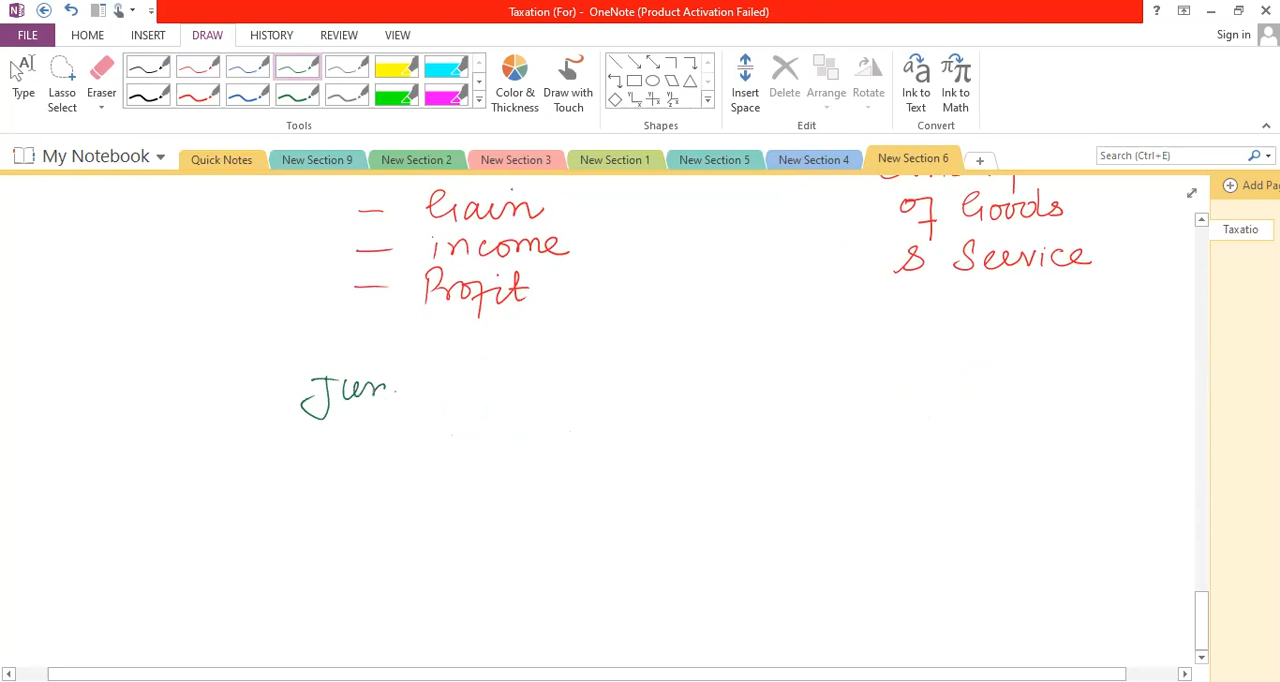 Taxation (For) - OneNote (Product Activation Failed)
?
Sign in
FILE HOME INSERT DRAW HISTORY REVIEW VIEW
Type
Lasso Select
Eraser
Color & Thickness
Draw with Touch
Insert Space
Delete
Arrange
Rotate
Ink to Text
Ink to Math
Tools Shapes Edit Convert
My Notebook Quick Notes New Section 9 New Section 2 New Section 3 New Section 1 New Section 5 New Section 4 New Section 6 Search (Ctrl+E)
Add Pag
Taxatio
- Gain
- income
- Profit
of Goods
s Service
Jur